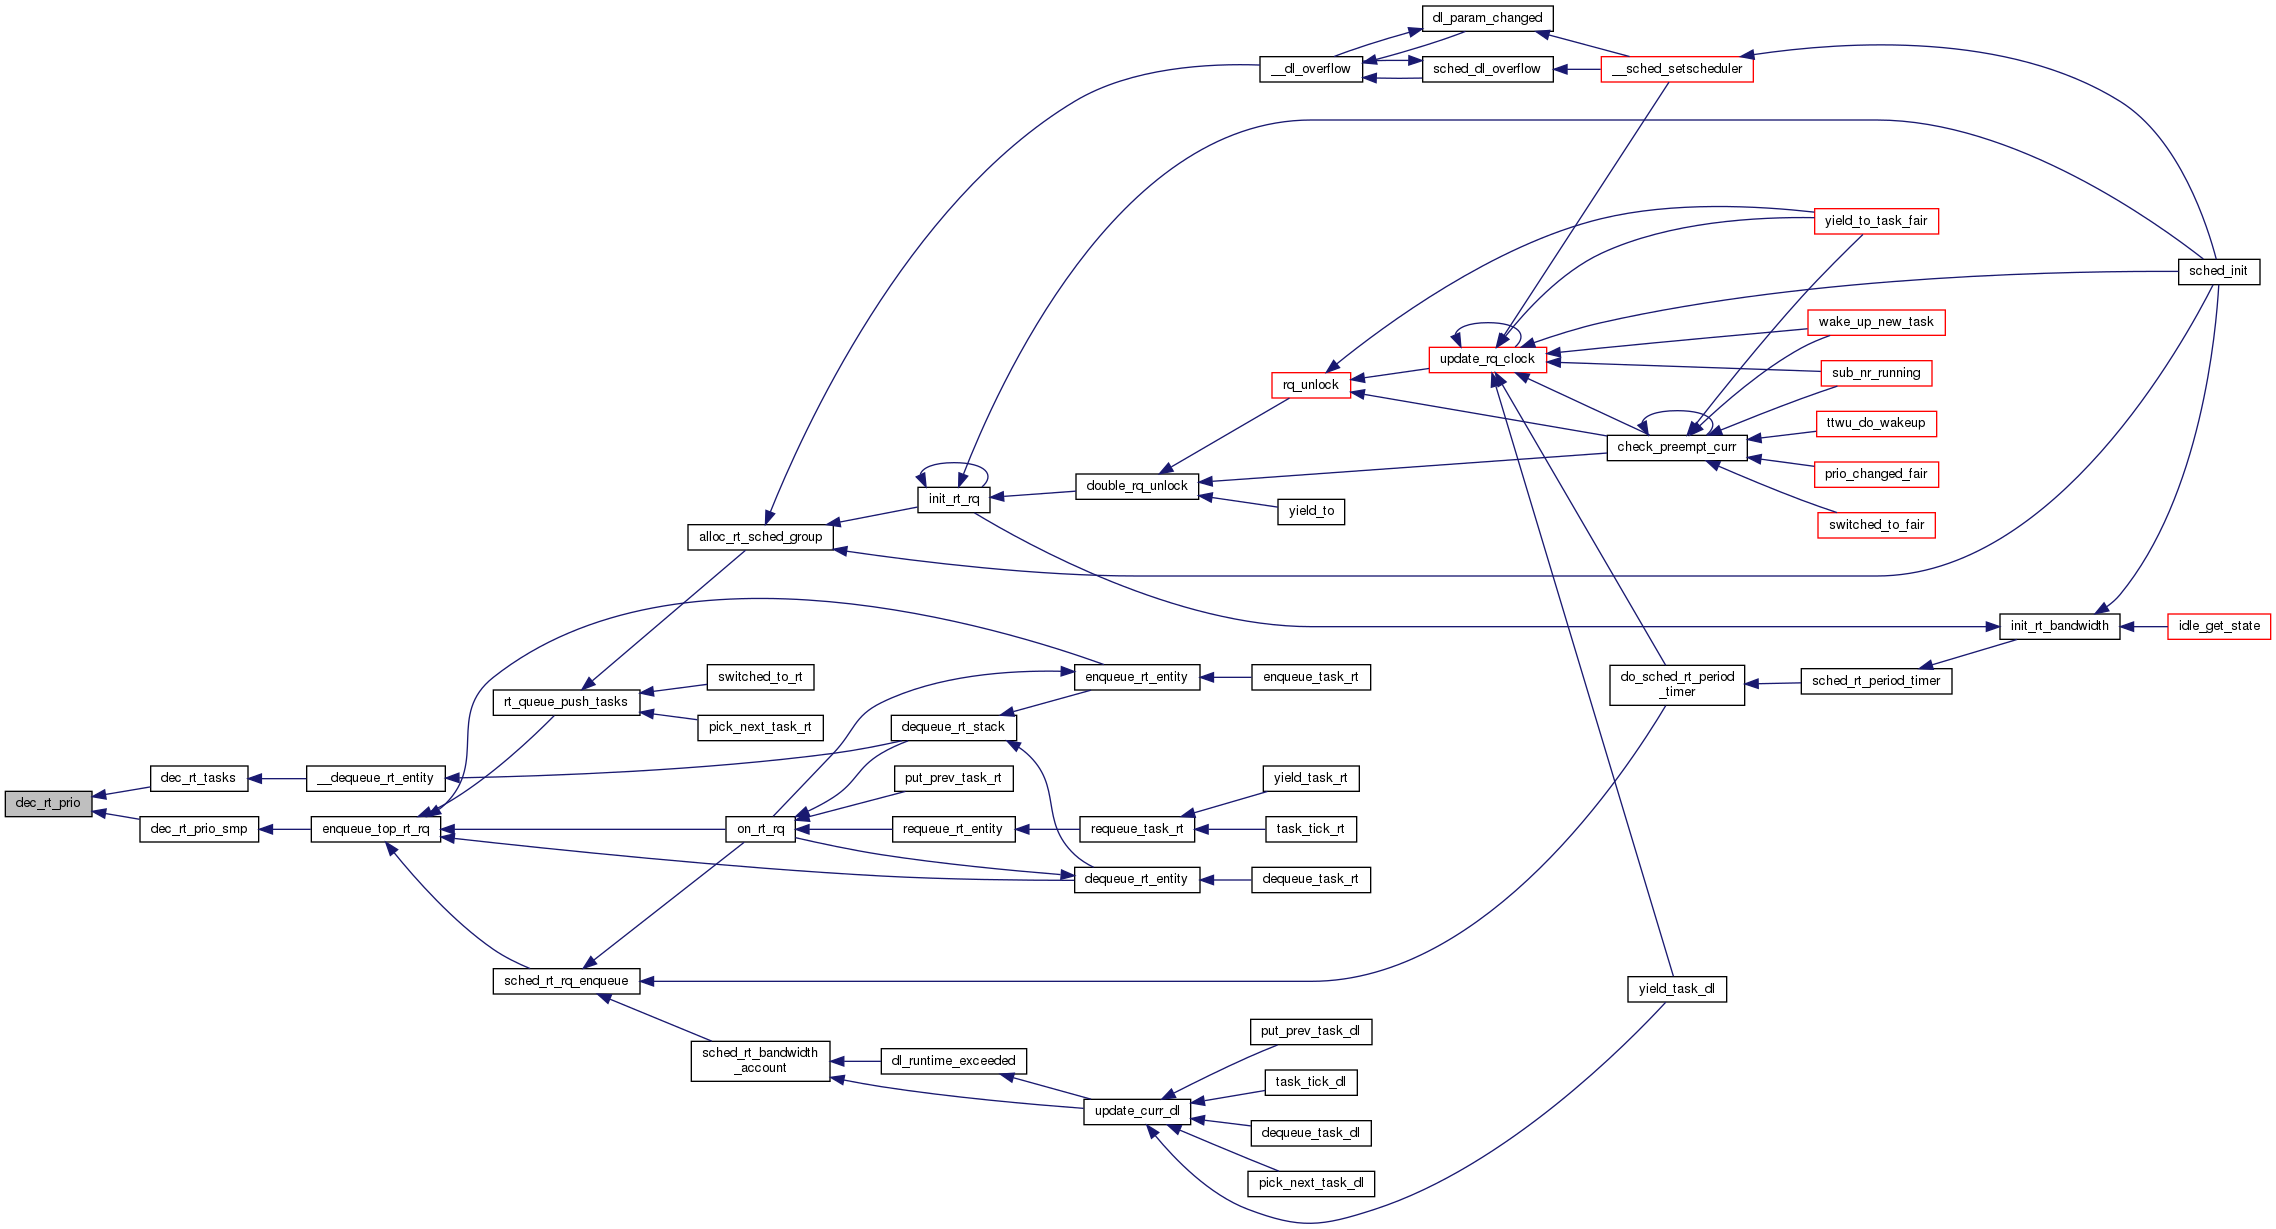 dl_param_changed
__dl_overflow
sched_dl_overflow
__sched_setscheduler
yield_to_task_fair
sched_init
wake_up_new_task
update_rq_clock
sub_nr_running
rq_unlock
ttwu_do_wakeup
check_preempt_curr
prio_changed_fair
double_rq_unlock
init_rt_rq
yield_to
switched_to_fair
alloc_rt_sched_group
init_rt_bandwidth
idle_get_state
switched_to_rt
enqueue_rt_entity
enqueue_task_rt
do_sched_rt_period
_timer
sched_rt_period_timer
rt_queue_push_tasks
pick_next_task_rt
dequeue_rt_stack
dec_rt_tasks
__dequeue_rt_entity
put_prev_task_rt
yield_task_rt
dec_rt_prio
dec_rt_prio_smp
enqueue_top_rt_rq
on_rt_rq
requeue_rt_entity
requeue_task_rt
task_tick_rt
dequeue_rt_entity
dequeue_task_rt
sched_rt_rq_enqueue
yield_task_dl
put_prev_task_dl
sched_rt_bandwidth
_account
dl_runtime_exceeded
task_tick_dl
update_curr_dl
dequeue_task_dl
pick_next_task_dl